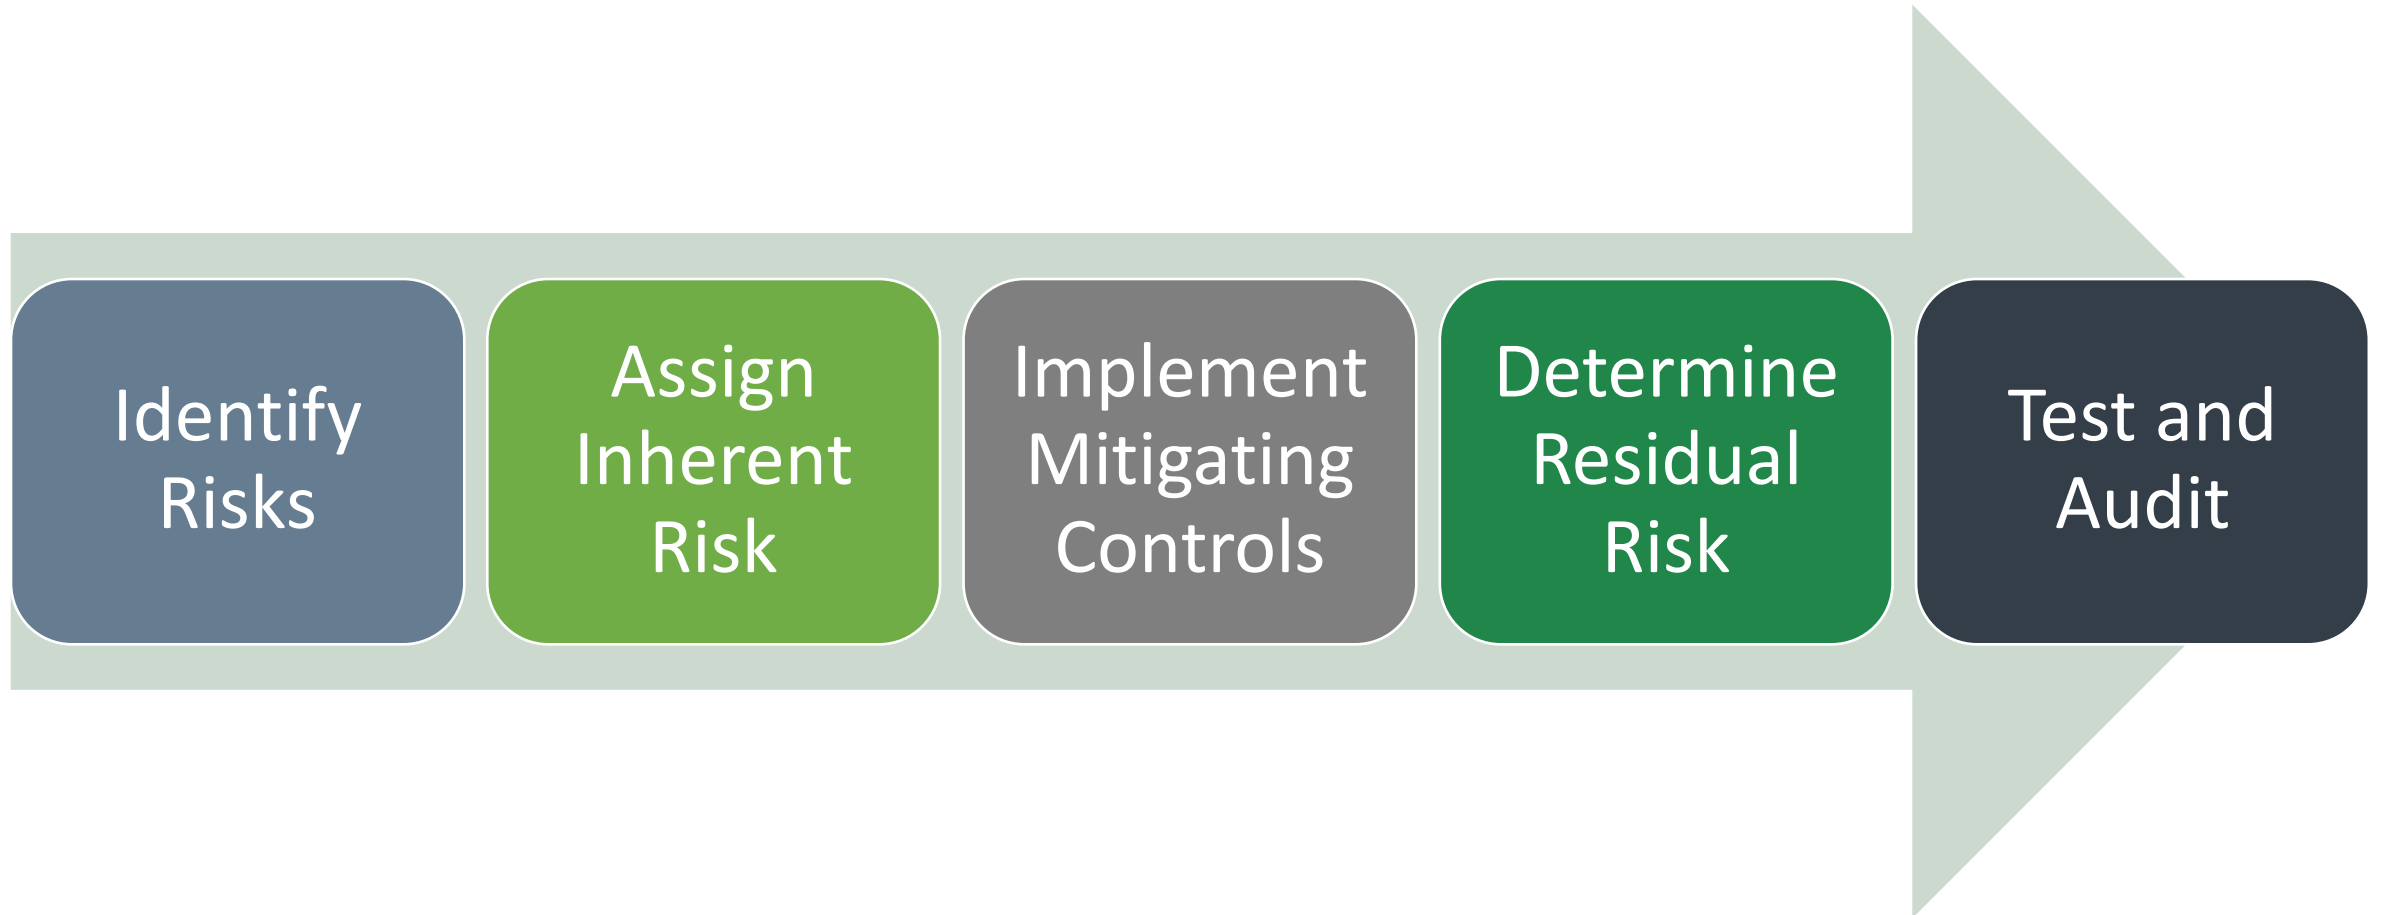 Identify
Risks
Assign
Inherent
Risk
Implement
Mitigating
Controls
Determine
Residual
Risk
Test and
Audit